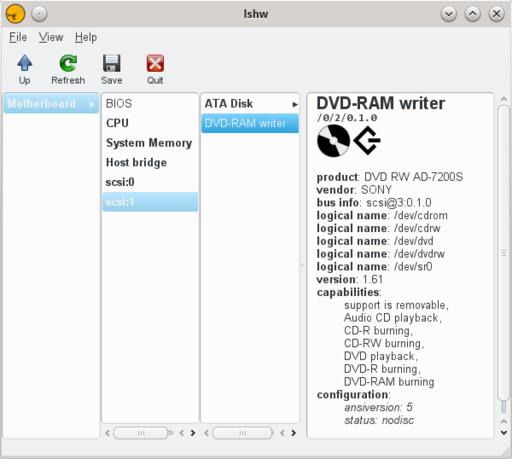 lshw
File View Help
Up Refresh Save Quit
Motherboard
BIOS
CPU
System Memory
Host bridge
scsi:0
scsi:1
ATA Disk
DVD-RAM writer
DVD-RAM writer
/0/2/0.1.0
product: DVD RW AD-7200S
vendor: SONY
bus info: scsi@3:0.1.0
logical name: /dev/cdrom
logical name: /dev/cdrw
logical name: /dev/dvd
logical name: /dev/dvdrw
logical name: /dev/sr0
version: 1.61
capabilities:
support is removable,
Audio CD playback,
CD-R burning,
CD-RW burning,
DVD playback,
DVD-R burning,
DVD-RAM burning
configuration:
ansiversion: 5
status: nodisc